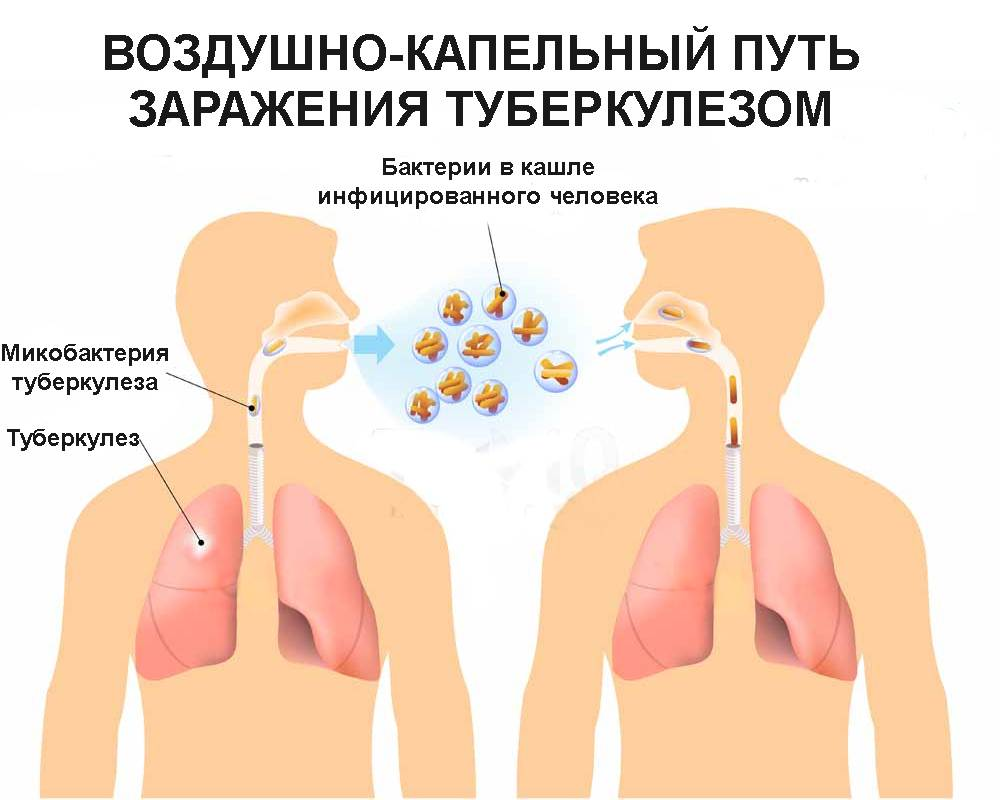 ВОЗДУШНО-КАПЕЛЬНЫЙ ПУТЬ
ЗАРАЖЕНИЯ ТУБЕРКУЛЕЗОМ
Бактерии в кашле
инфицированного человека
Микобактерия
туберкулеза
Туберкулез